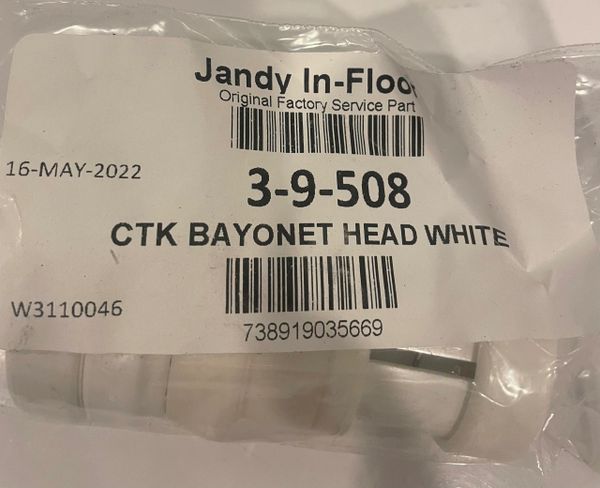 Jandy In-Floo
Original Factory Service Part
16-MAY-2022
3-9-508
CTK BAYONET HEAD WHITE
W3110046
738919035669